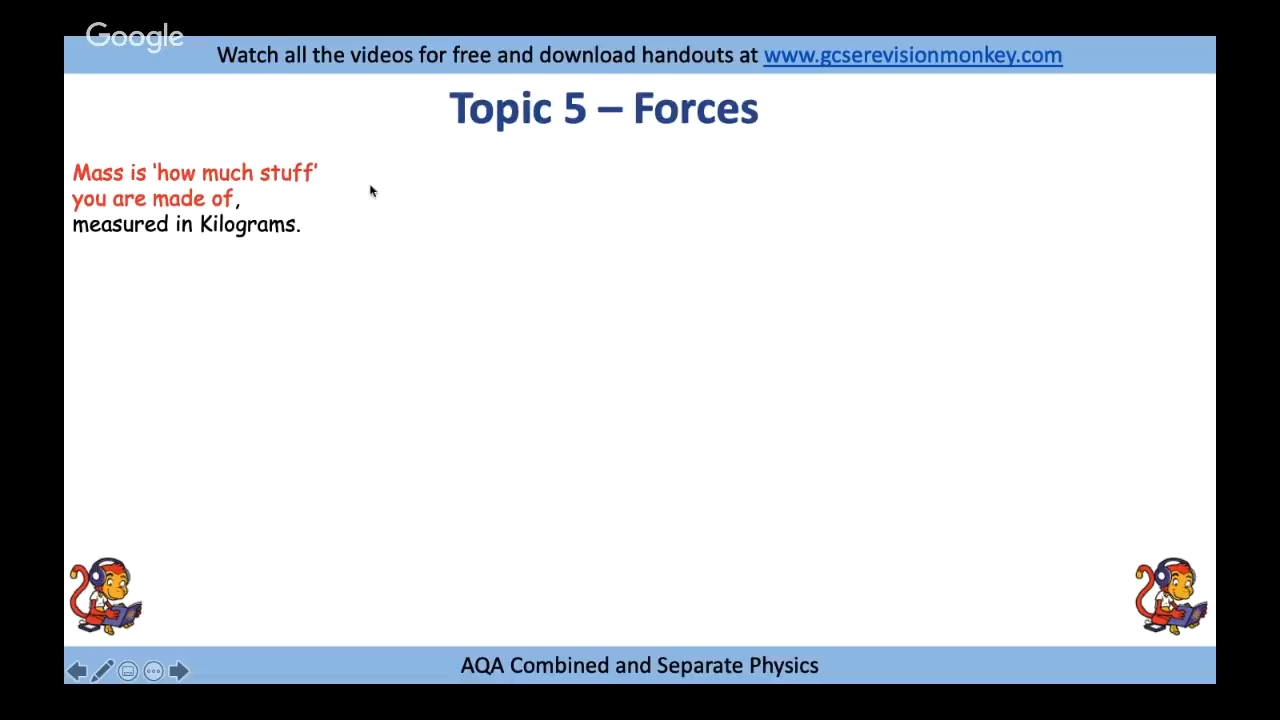 Google
Watch all the videos for free and download handouts at www.gcserevisionmonkey.com
Topic 5 – Forces
Mass is ‘how much stuff’
you are made of,
measured in Kilograms.
AQA Combined and Separate Physics